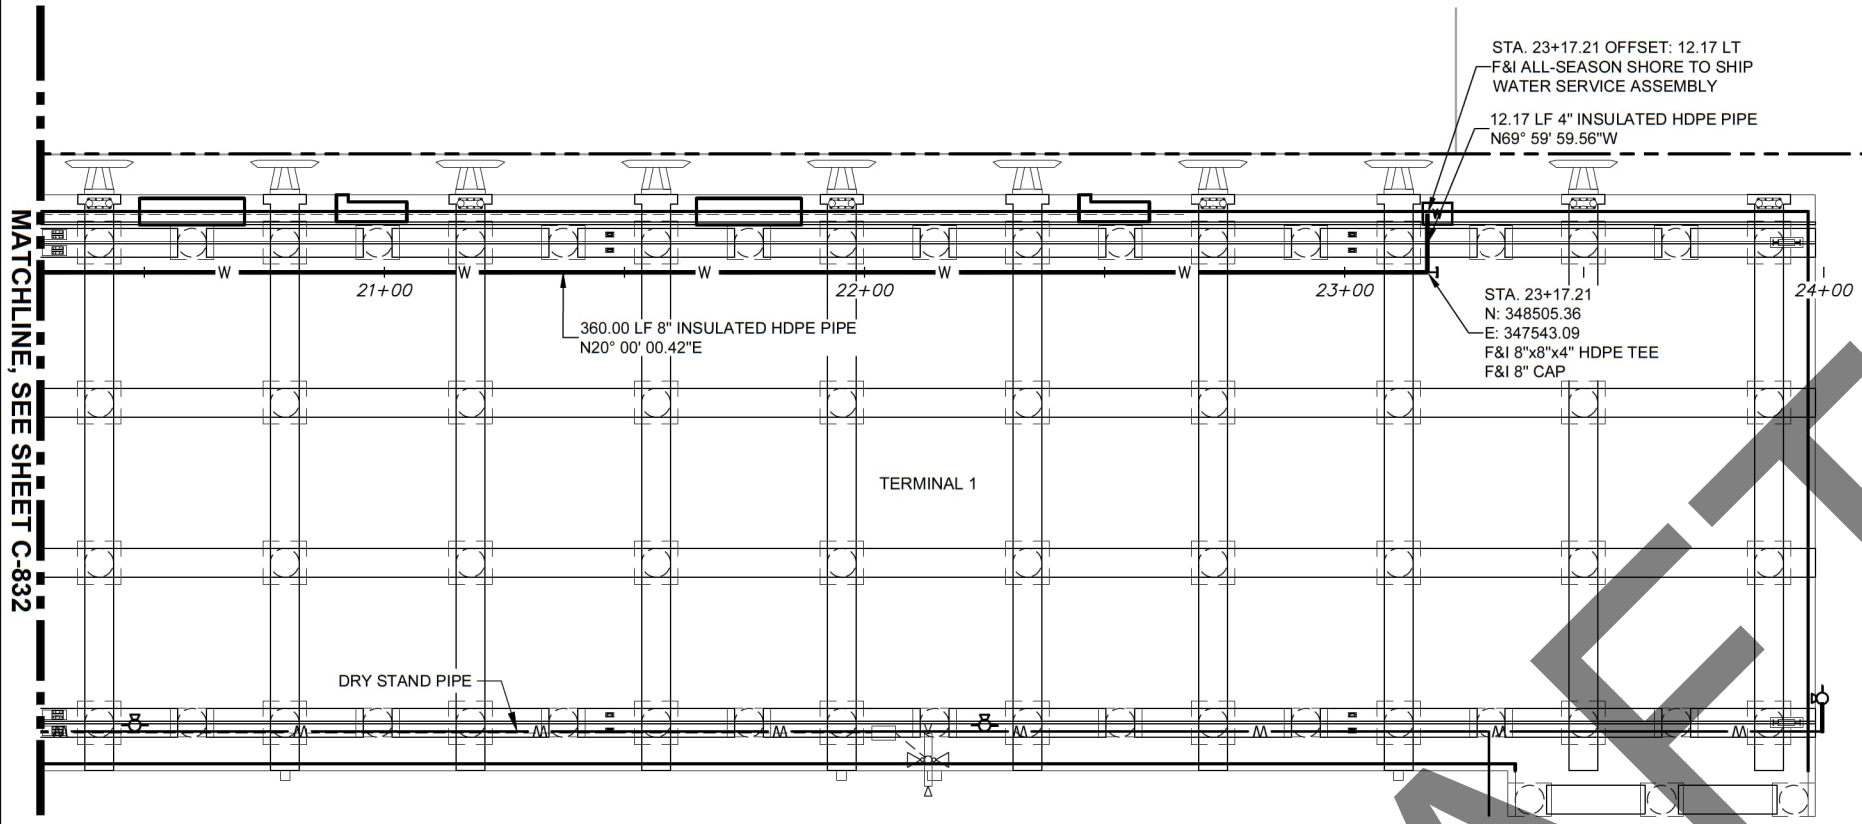 STA. 23+17.21 OFFSET: 12.17 LT
F&I ALL-SEASON SHORE TO SHIP
WATER SERVICE ASSEMBLY
12.17 LF 4" INSULATED HDPE PIPE
N69° 59' 59.56"W
MATCHLINE, SEE SHEET C-832
W
W
W
W
W
W
21+00
22+00
23+00
24+00
360.00 LF 8" INSULATED HDPE PIPE
N20° 00' 00.42"E
STA. 23+17.21
N: 348505.36
E: 347543.09
F&I 8"x8"x4" HDPE TEE
F&I 8" CAP
TERMINAL 1
DRY STAND PIPE